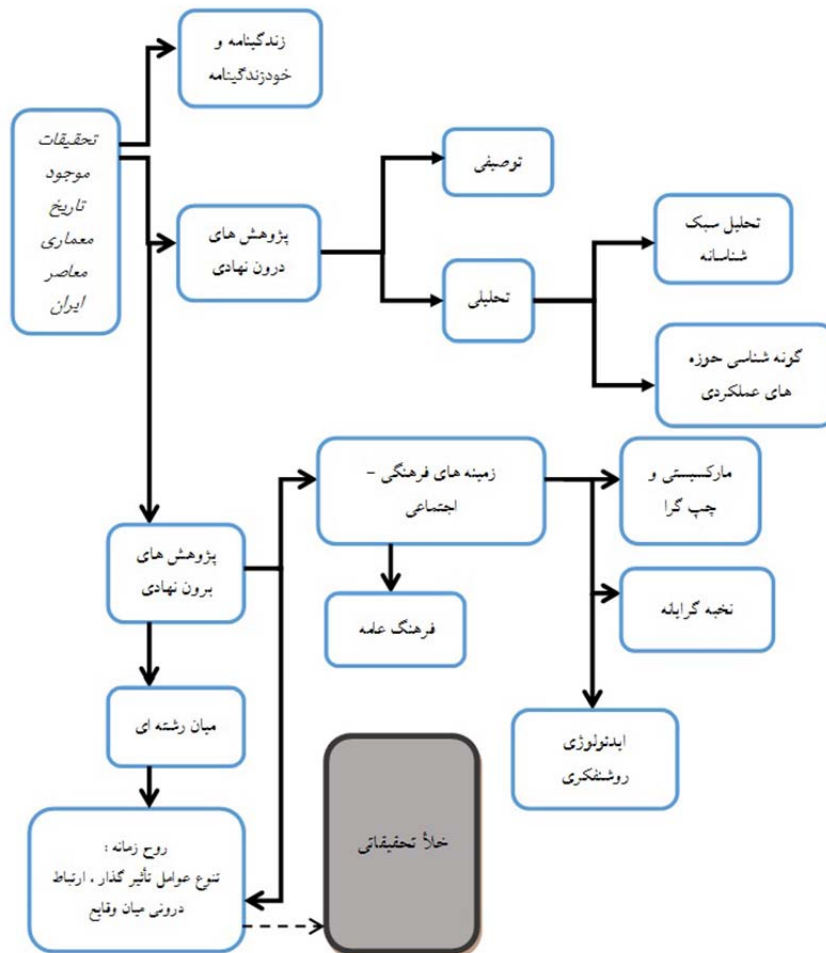 زندگینامه و
خودزندگینامه
تحقیقات
موجود
تاریخ
معماری
معاصر
ایران
توصیفی
پژوهش های
درون نهادی
تحلیل سبک
شناسانه
تحلیلی
گونه شناسی حوزه
های عملکردی
زمینه های فرهنگی –
اجتماعی
مارکسیستی و
چپ گرا
پژوهش های
برون نهادی
فرهنگ عامه
نخبه گرایانه
میان رشته ای
ایدئولوژی
روشنفکری
روح زمانه :
تنوع عوامل تأثیر گذار ، ارتباط
درونی میان وقایع
خلأ تحقیقاتی